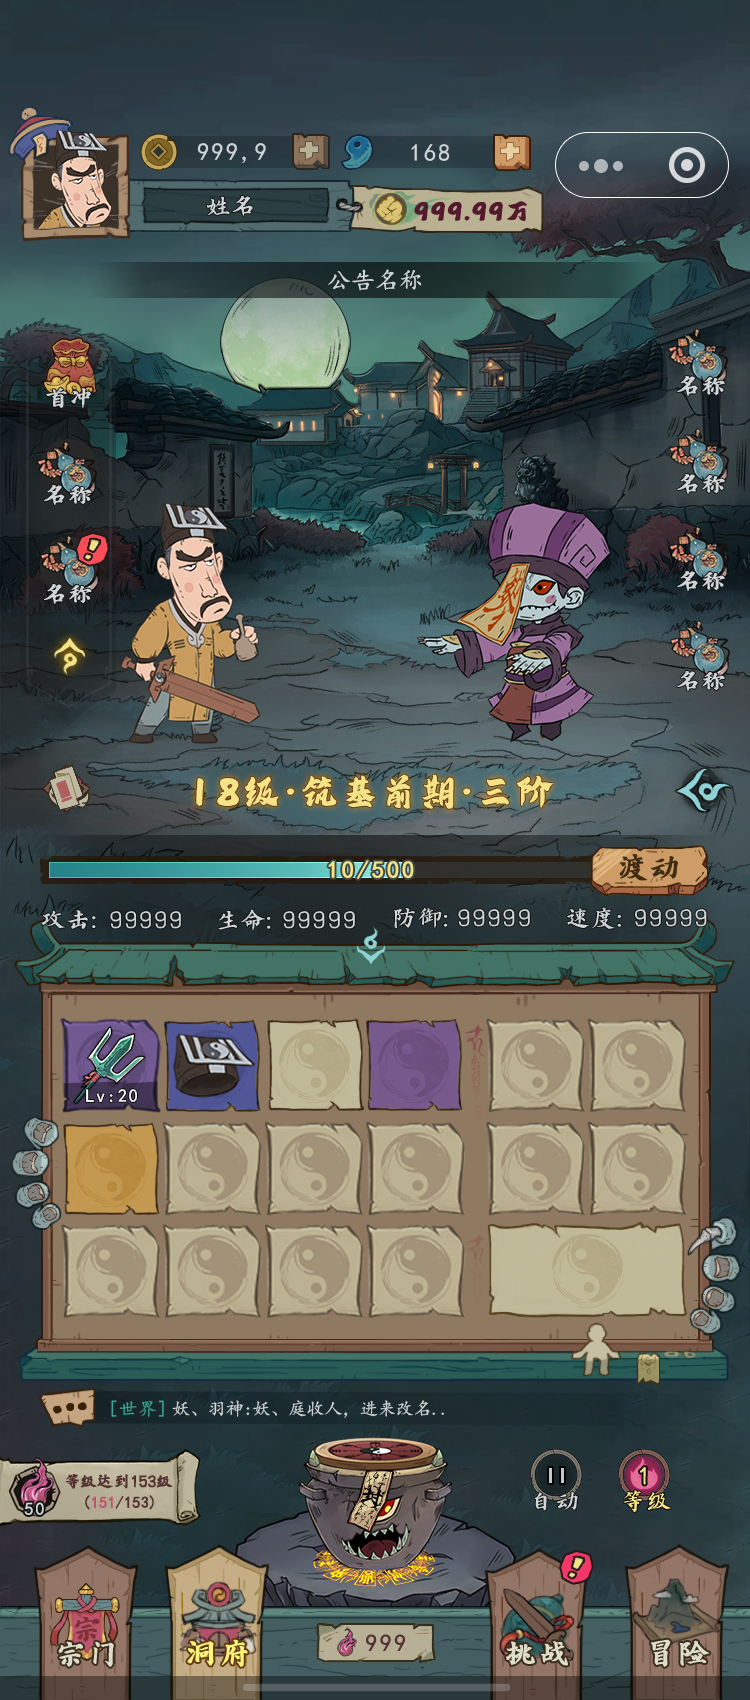 999,9
168
姓名
999.99万
公告名称
首冲
名称
名称
名称
名称
名称
名称
18级·筑基前期·三阶
10/500
渡动
攻击: 99999
生命: 99999
防御: 99999
速度: 99999
Lv:20
[世界]妖、羽神:妖、庭收人，进来改名..
50
等级达到153级
(151/153)
封
自动
1
等级
宗
宗门
洞府
999
挑战
冒险